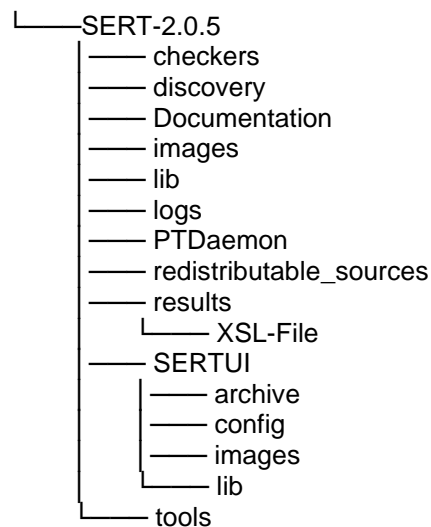 SERT-2.0.5
checkers
discovery
Documentation
images
lib
logs
PTDaemon
redistributable_sources
results
XSL-File
SERTUI
archive
config
images
lib
tools